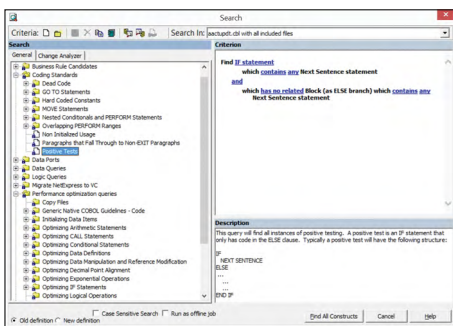 Search
Criteria:
Search In: aactupdt.cbl with all included files
Search
General
Change Analyzer
Business Rule Candidates
Coding Standards
Dead Code
GO TO Statements
Hard Coded Constants
MOVE Statements
Nested Conditionals and PERFORM Statements
Overlapping PERFORM Ranges
Non Initialized Usage
Paragraphs that Fall Through to Non-EXIT Paragraphs
Positive Tests
Data Ports
Data Queries
Logic Queries
Migrate NetExpress to VC
Performance optimization queries
Copy Files
Generic Native COBOL Guidelines - Code
Initializing Data Items
Optimizing Arithmetic Statements
Optimizing CALL Statements
Optimizing Conditional Statements
Optimizing Data Definitions
Optimizing Data Manipulation and Reference Modification
Optimizing Decimal Point Alignment
Optimizing Exponential Operations
Optimizing IF Statements
Optimizing Logical Operations
Criterion
Find IF statement
which contains any Next Sentence statement
and
which has no related Block (as ELSE branch) which contains any
Next Sentence statement
Description
This query will find all instances of positive testing. A positive test is an IF statement that
only has code in the ELSE clause. Typically a positive test will have the following structure:
IF
NEXT SENTENCE
ELSE
...
...
...
END IF
Old definition
New definition
Case Sensitive Search
Run as offline job
Find All Constructs
Cancel
Help